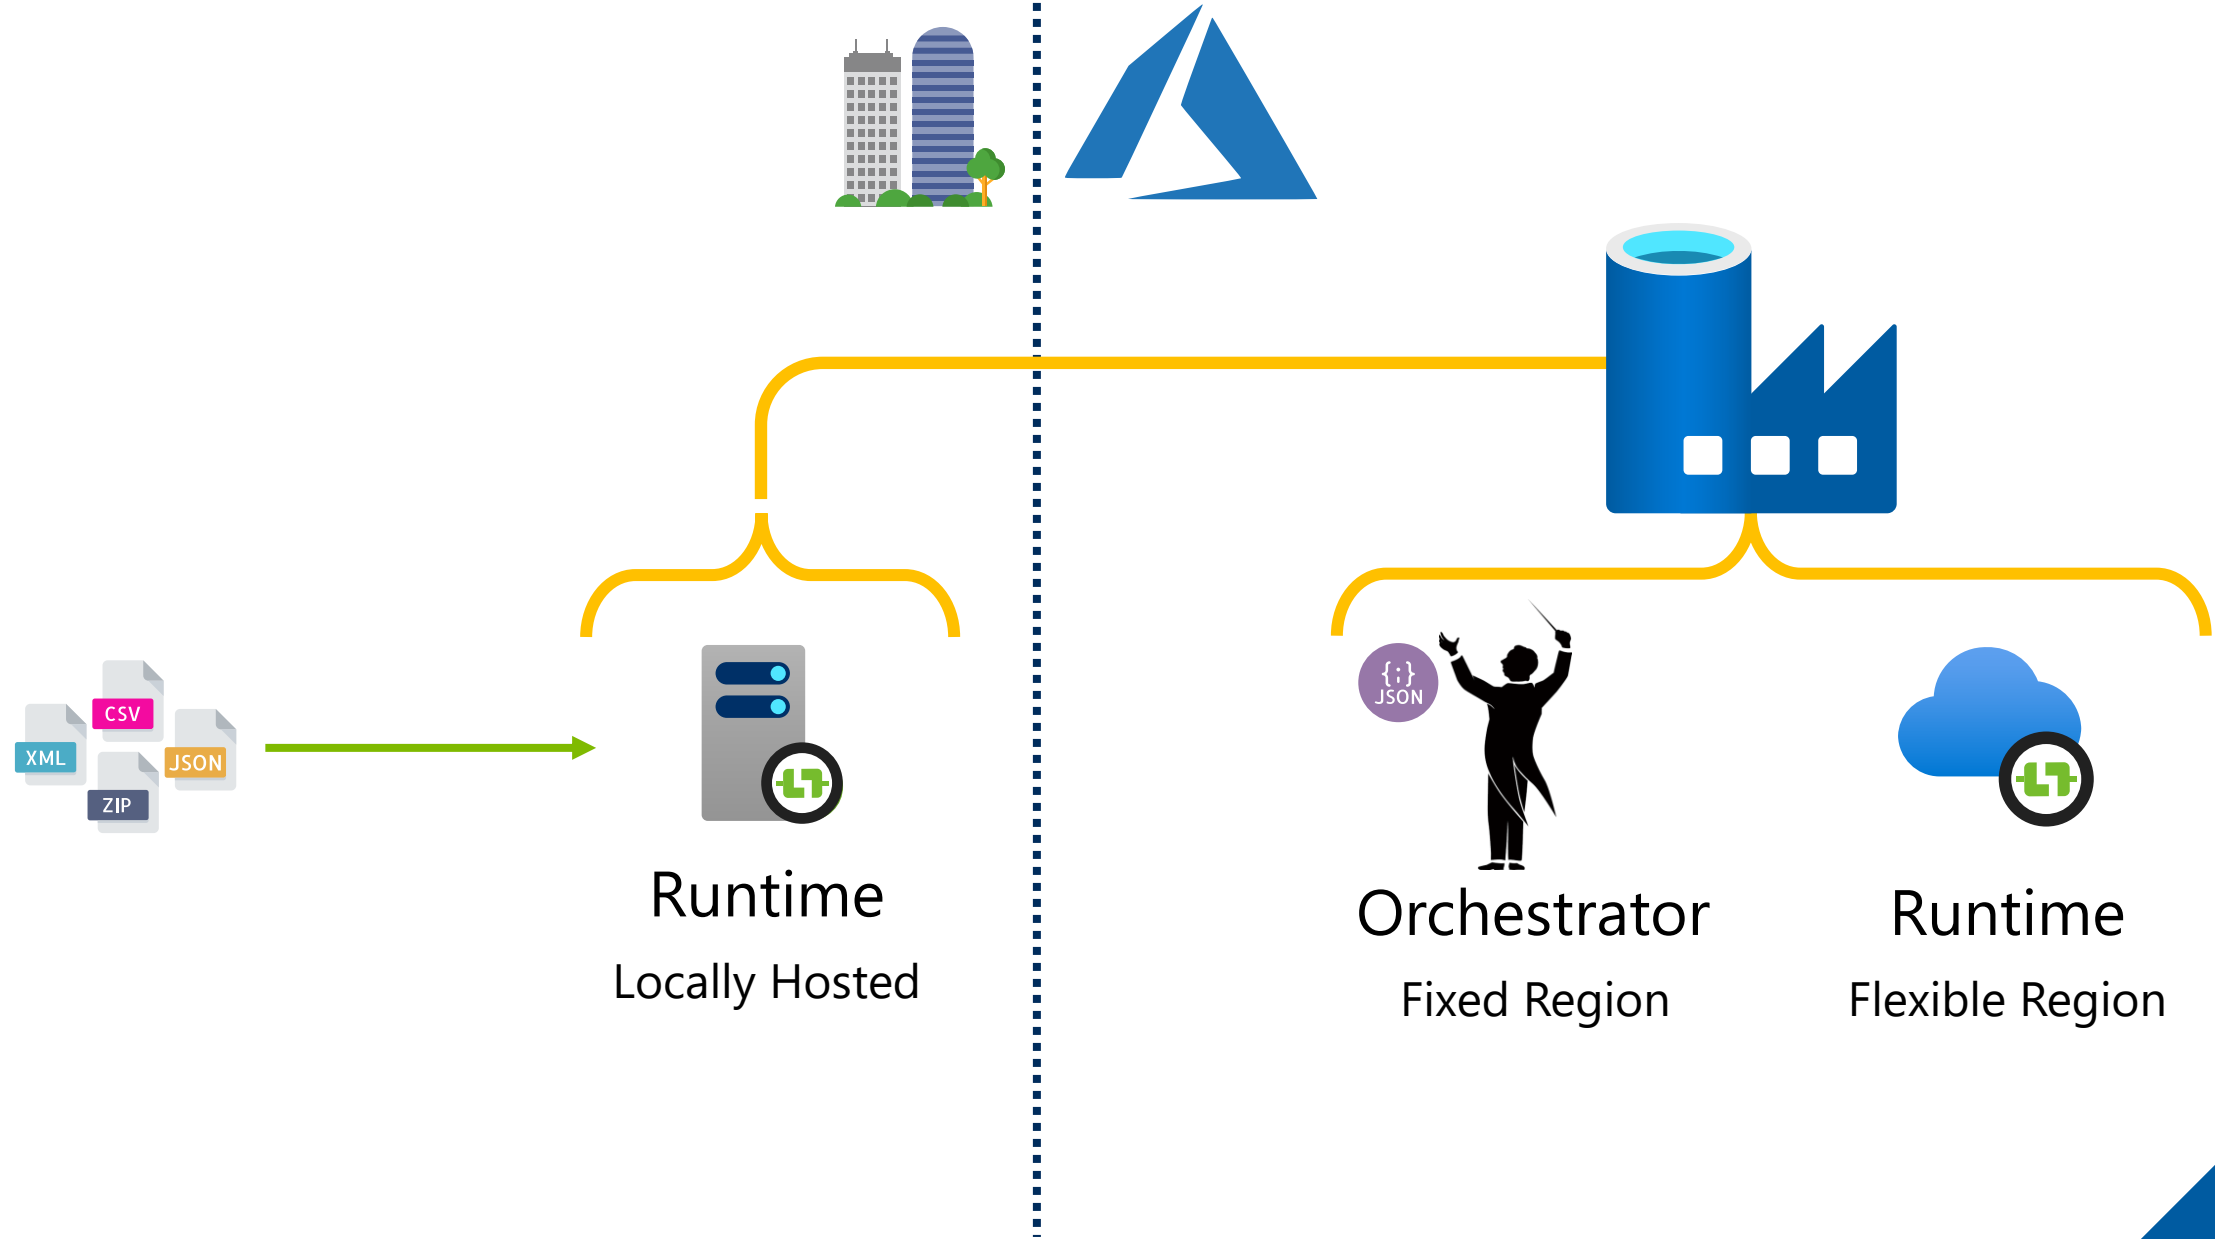 CSV
XML
JSON
ZIP
Runtime
Locally Hosted
{;}
JSON
Orchestrator
Fixed Region
Runtime
Flexible Region